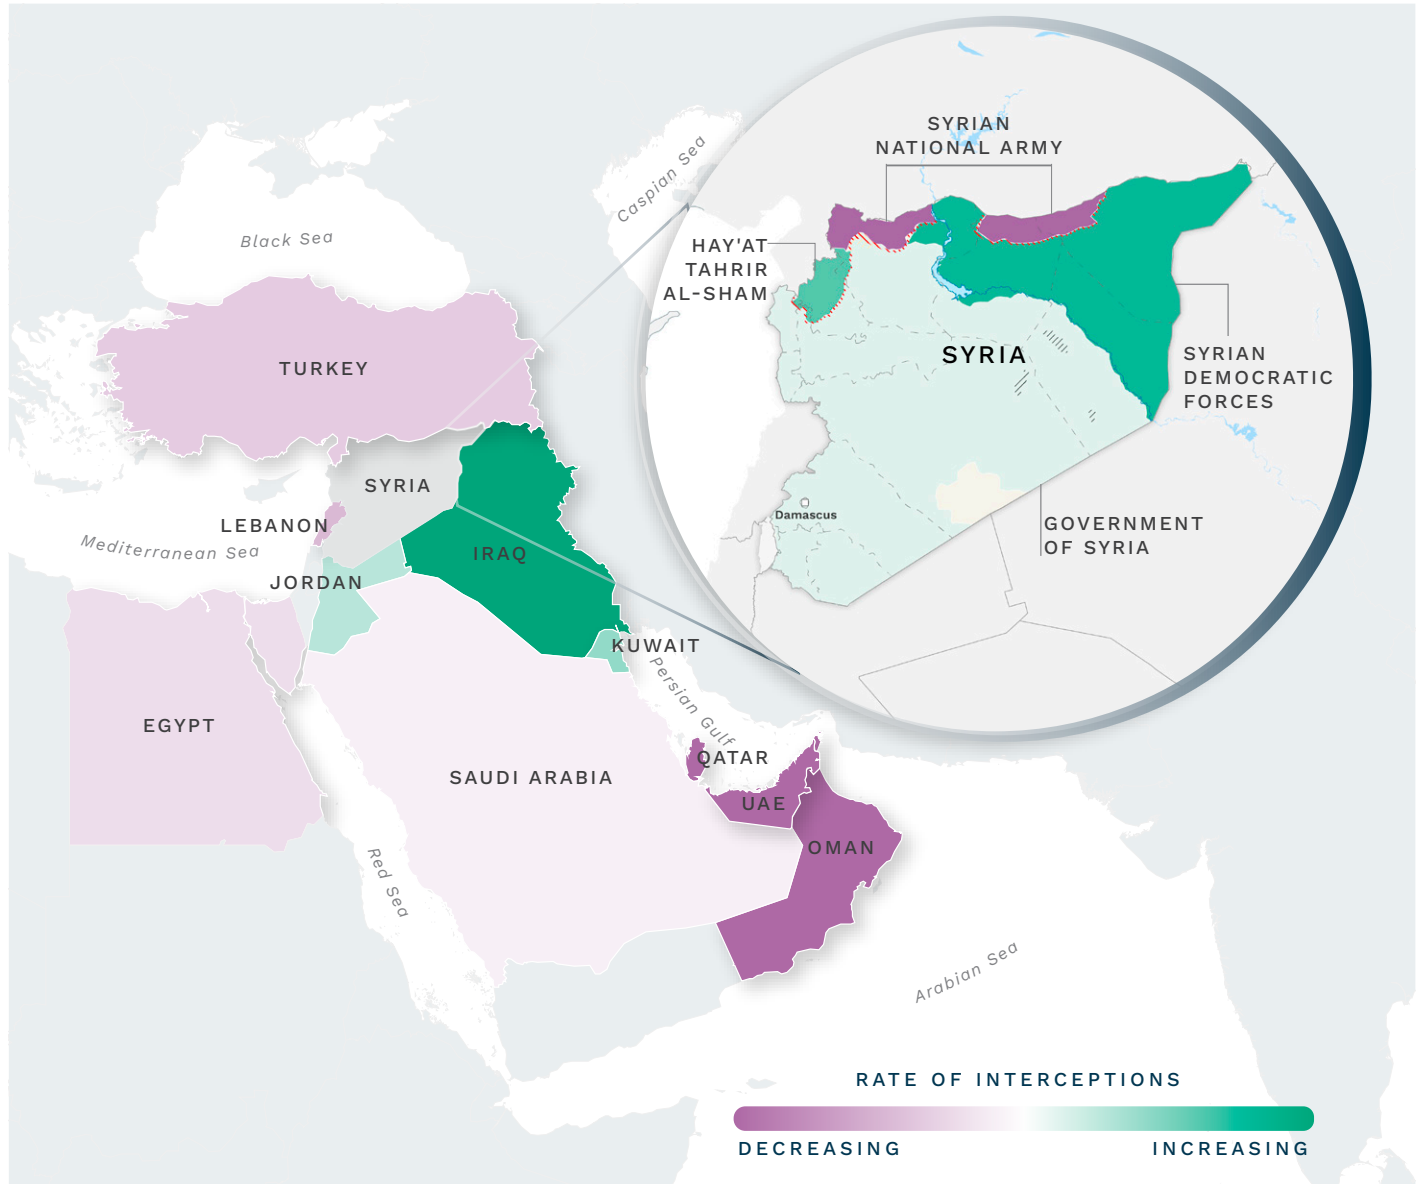 SYRIAN
NATIONAL ARMY
Caspian Sea
Black Sea
HAY'AT
TAHRIR
AL-SHAM
SYRIA
SYRIAN
DEMOCRATIC
FORCES
TURKEY
SYRIA
Damascus
LEBANON
GOVERNMENT
OF SYRIA
Mediterranean Sea
IRAQ
JORDAN
KUWAIT
Persian Gulf
EGYPT
QATAR
SAUDI ARABIA
UAE
OMAN
Red Sea
Arabian Sea
RATE OF INTERCEPTIONS
DECREASING
INCREASING